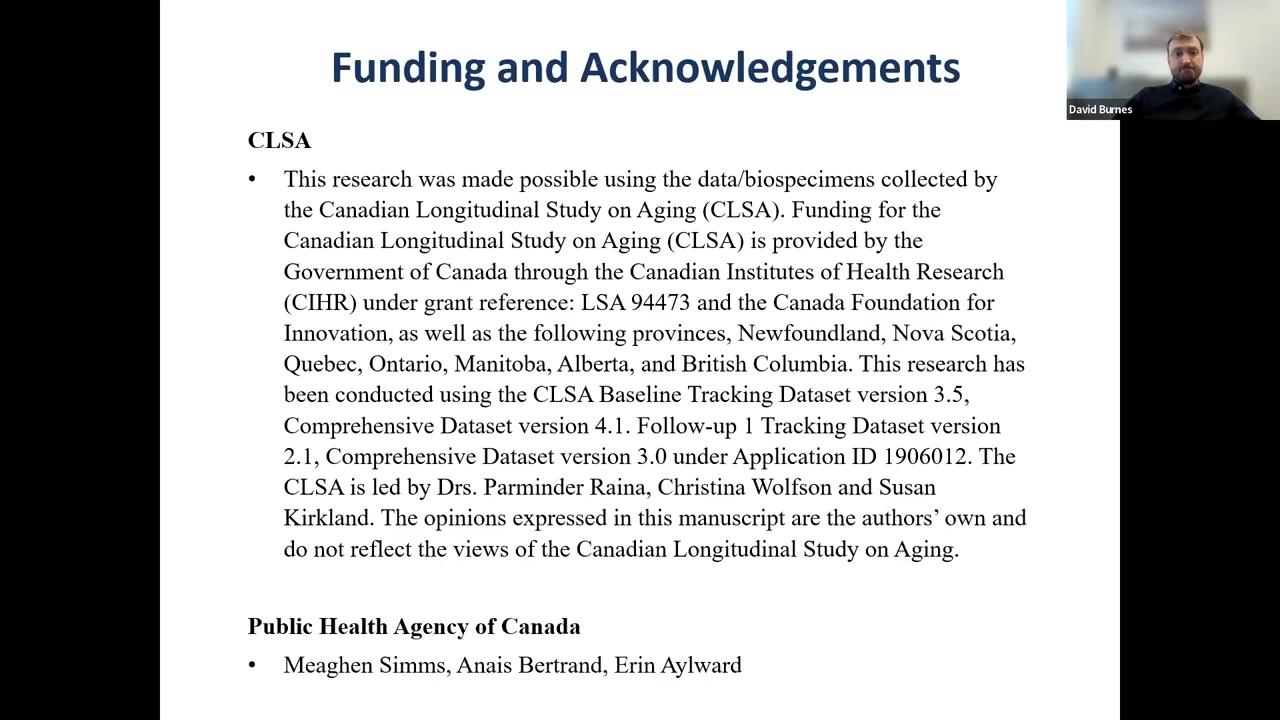 Funding and Acknowledgements
David Burnes
CLSA
• This research was made possible using the data/biospecimens collected by
the Canadian Longitudinal Study on Aging (CLSA). Funding for the
Canadian Longitudinal Study on Aging (CLSA) is provided by the
Government of Canada through the Canadian Institutes of Health Research
(CIHR) under grant reference: LSA 94473 and the Canada Foundation for
Innovation, as well as the following provinces, Newfoundland, Nova Scotia,
Quebec, Ontario, Manitoba, Alberta, and British Columbia. This research has
been conducted using the CLSA Baseline Tracking Dataset version 3.5,
Comprehensive Dataset version 4.1. Follow-up 1 Tracking Dataset version
2.1, Comprehensive Dataset version 3.0 under Application ID 1906012. The
CLSA is led by Drs. Parminder Raina, Christina Wolfson and Susan
Kirkland. The opinions expressed in this manuscript are the authors’ own and
do not reflect the views of the Canadian Longitudinal Study on Aging.
Public Health Agency of Canada
• Meaghen Simms, Anais Bertrand, Erin Aylward